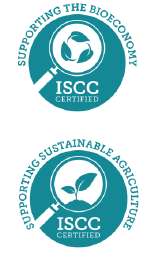 SUPPORTING THE BIOECONOMY
ISCC
CERTIFIED
SUPPORTING SUSTAINABLE AGRICULTURE
ISCC
CERTIFIED